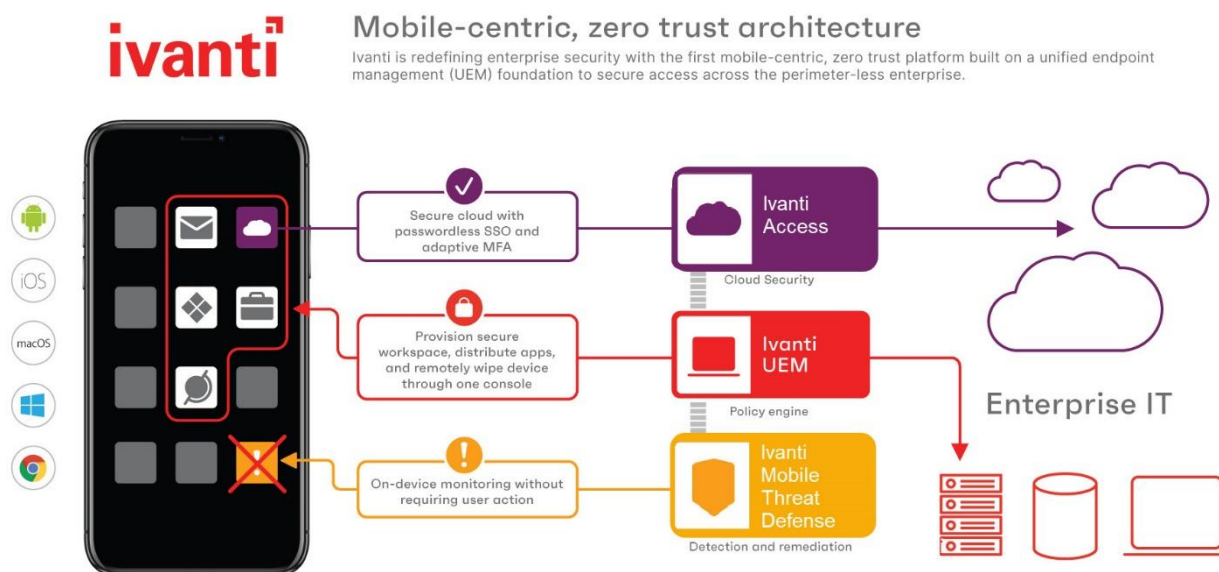 ivanti
Mobile-centric, zero trust architecture
Ivanti is redefining enterprise security with the first mobile-centric, zero trust platform built on a unified endpoint
management (UEM) foundation to secure access across the perimeter-less enterprise.
Secure cloud with
passwordless SSO and
adaptive MFA
Ivanti
Access
Cloud Security
iOS
macOS
Provision secure
workspace, distribute apps,
and remotely wipe device
through one console
Ivanti
UEM
Policy engine
Enterprise IT
On-device monitoring without
requiring user action
Ivanti
Mobile
Threat
Defense
Detection and remediation